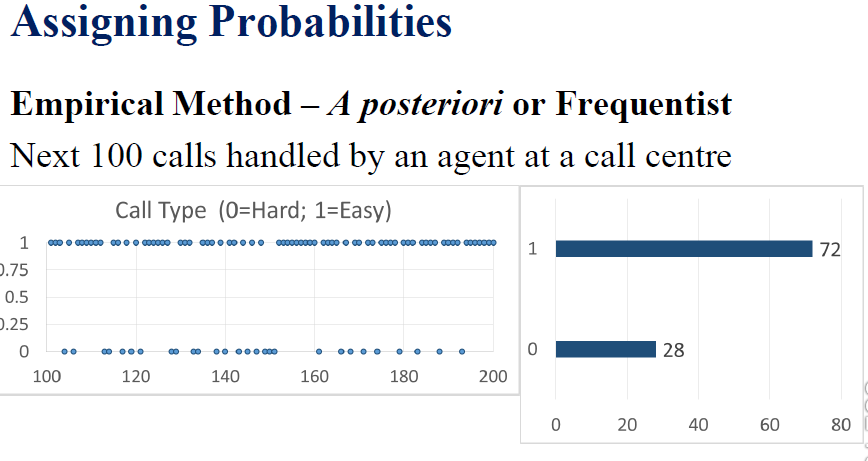 Assigning Probabilities
Empirical Method – A posteriori or Frequentist
Next 100 calls handled by an agent at a call centre
Call Type (0=Hard; 1=Easy)
1
0.75
0.5
0.25
0
100 120 140 160 180 200
1 72
0 28
0 20 40 60 80